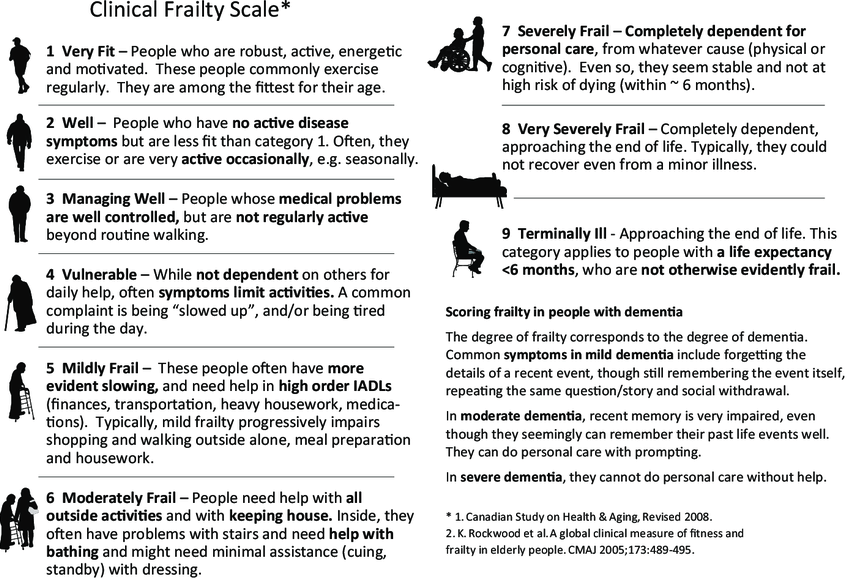 Clinical Frailty Scale*
1 Very Fit – People who are robust, active, energetic
and motivated. These people commonly exercise
regularly. They are among the fittest for their age.
2 Well – People who have no active disease
symptoms but are less fit than category 1. Often, they
exercise or are very active occasionally, e.g. seasonally.
3 Managing Well – People whose medical problems
are well controlled, but are not regularly active
beyond routine walking.
4 Vulnerable – While not dependent on others for
daily help, often symptoms limit activities. A common
complaint is being “slowed up”, and/or being tired
during the day.
5 Mildly Frail – These people often have more
evident slowing, and need help in high order IADLs
(finances, transportation, heavy housework, medica-
tions). Typically, mild frailty progressively impairs
shopping and walking outside alone, meal preparation
and housework.
6 Moderately Frail – People need help with all
outside activities and with keeping house. Inside, they
often have problems with stairs and need help with
bathing and might need minimal assistance (cuing,
standby) with dressing.
7 Severely Frail – Completely dependent for
personal care, from whatever cause (physical or
cognitive). Even so, they seem stable and not at
high risk of dying (within ~ 6 months).
8 Very Severely Frail – Completely dependent,
approaching the end of life. Typically, they could
not recover even from a minor illness.
9 Terminally Ill - Approaching the end of life. This
category applies to people with a life expectancy
<6 months, who are not otherwise evidently frail.
Scoring frailty in people with dementia
The degree of frailty corresponds to the degree of dementia.
Common symptoms in mild dementia include forgetting the
details of a recent event, though still remembering the event itself,
repeating the same question/story and social withdrawal.
In moderate dementia, recent memory is very impaired, even
though they seemingly can remember their past life events well.
They can do personal care with prompting.
In severe dementia, they cannot do personal care without help.
* 1. Canadian Study on Health & Aging, Revised 2008.
2. K. Rockwood et al. A global clinical measure of fitness and
frailty in elderly people. CMAJ 2005;173:489-495.